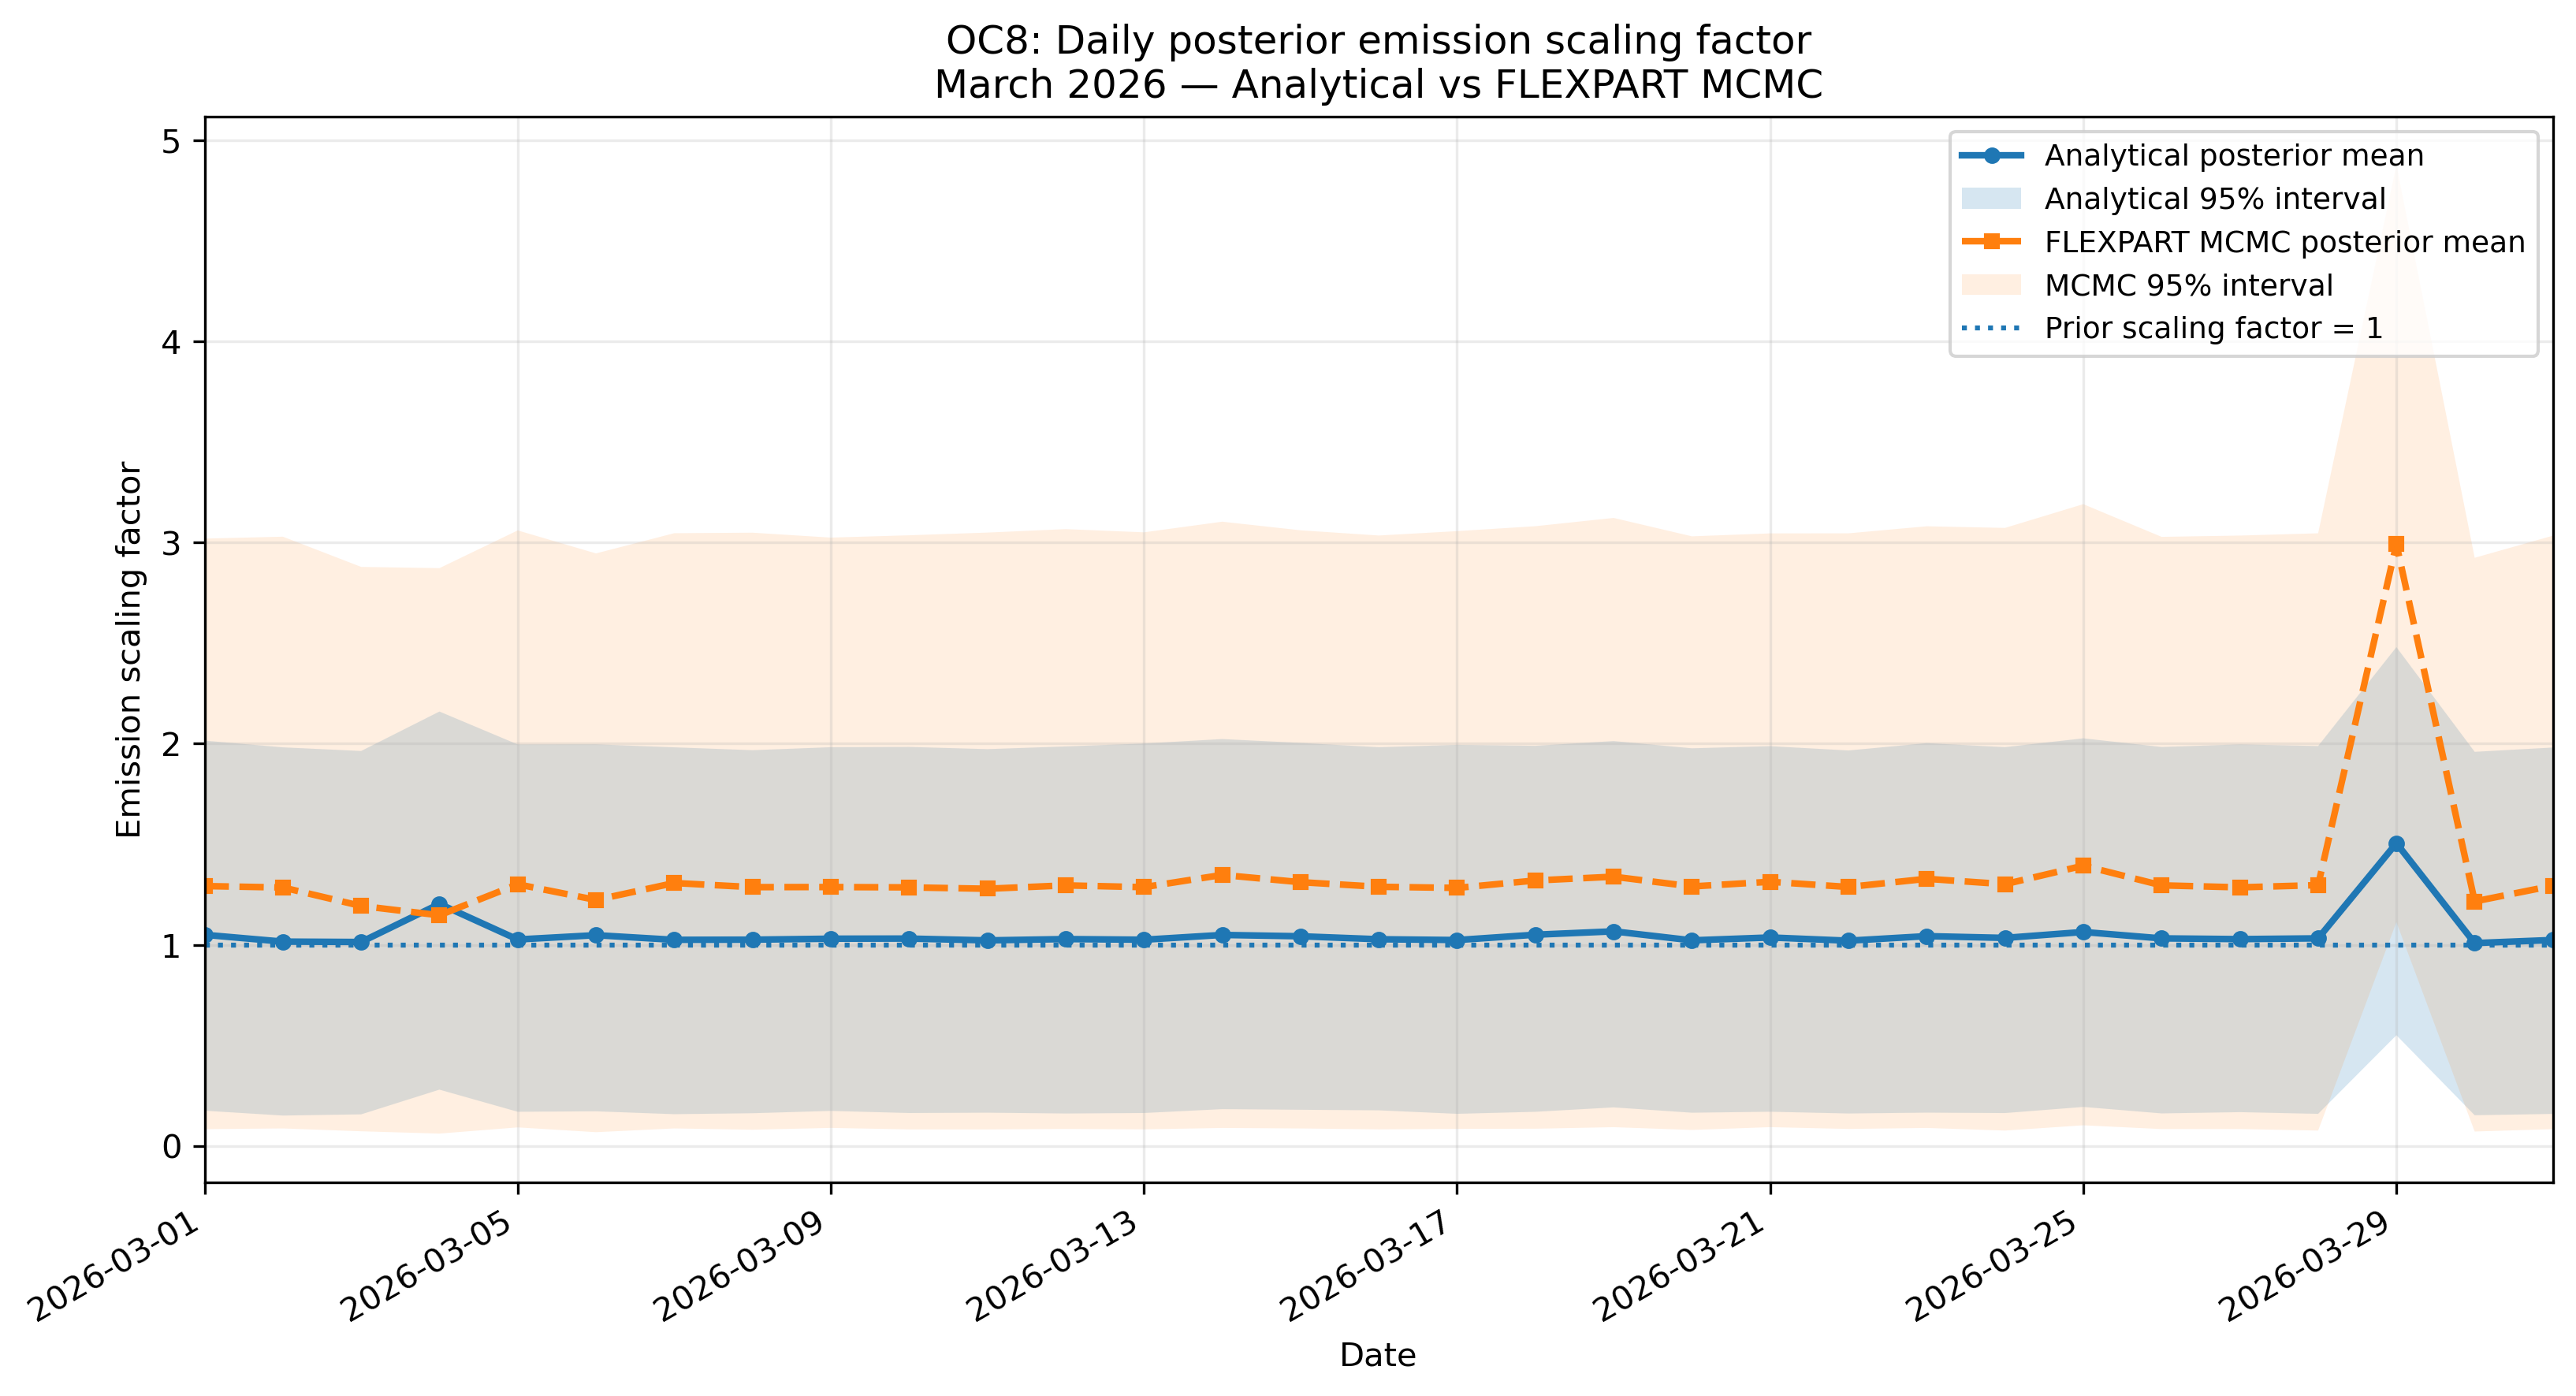 OC8: Daily posterior emission scaling factor
March 2026 — Analytical vs FLEXPART MCMC
Emission scaling factor
5
4
3
2
1
0
Analytical posterior mean
Analytical 95% interval
FLEXPART MCMC posterior mean
MCMC 95% interval
Prior scaling factor = 1
2026-03-01
2026-03-05
2026-03-09
2026-03-13
2026-03-17
2026-03-21
2026-03-25
2026-03-29
Date